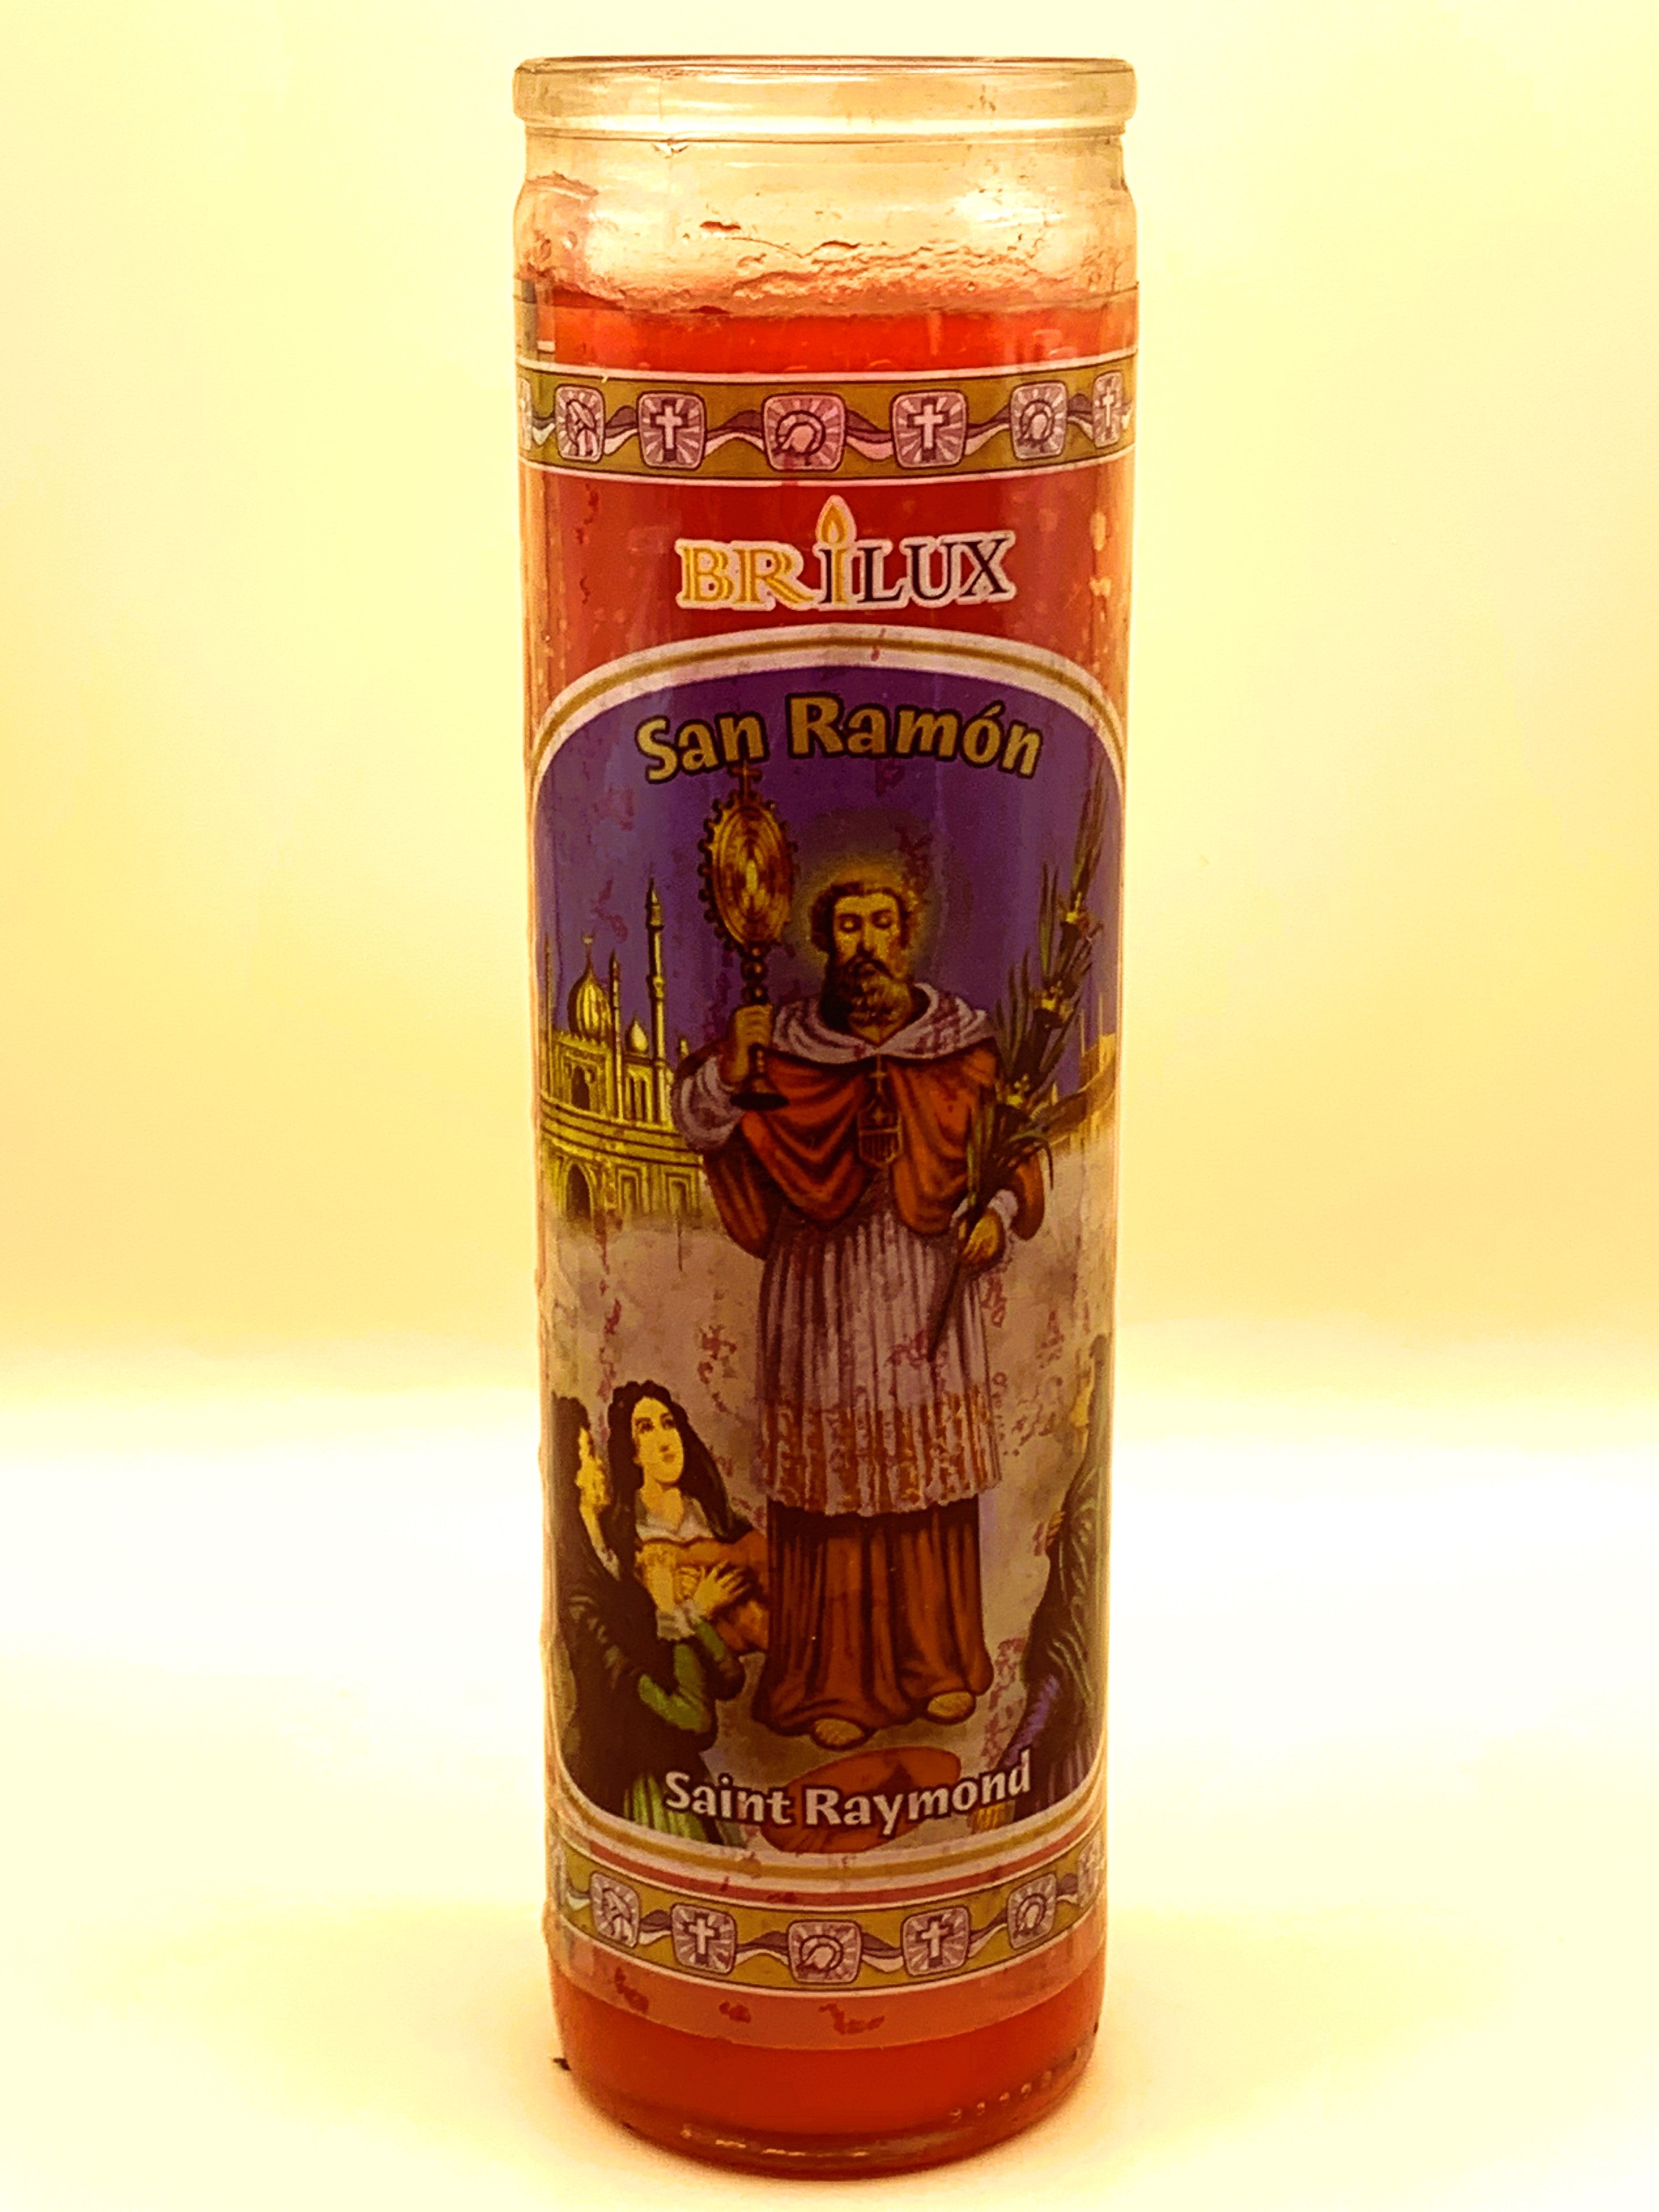 BRILUX
San Ramón
Saint Raymond